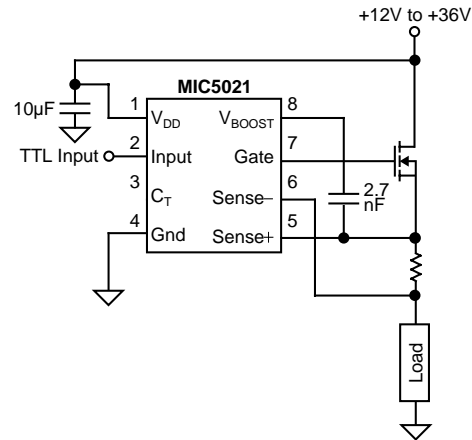 +12V to +36V
MIC5021
10µF
1
8
V_DD
V_BOOST
2
7
TTL Input
Input
Gate
3
6
C_T
Sense−
2.7
nF
4
5
Gnd
Sense+
Load